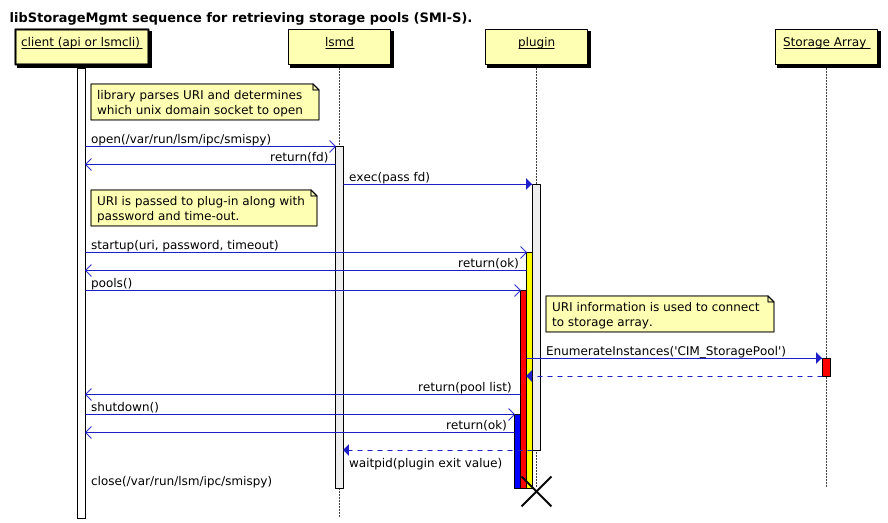 libStorageMgmt sequence for retrieving storage pools (SMI-S).
client (api or lsmcli)
lsmd
plugin
Storage Array
library parses URI and determines
which unix domain socket to open
open(/var/run/lsm/ipc/smispy)
return(fd)
exec(pass fd)
URI is passed to plug-in along with
password and time-out.
startup(uri, password, timeout)
return(ok)
pools()
URI information is used to connect
to storage array.
EnumerateInstances('CIM_StoragePool')
return(pool list)
shutdown()
return(ok)
waitpid(plugin exit value)
close(/var/run/lsm/ipc/smispy)